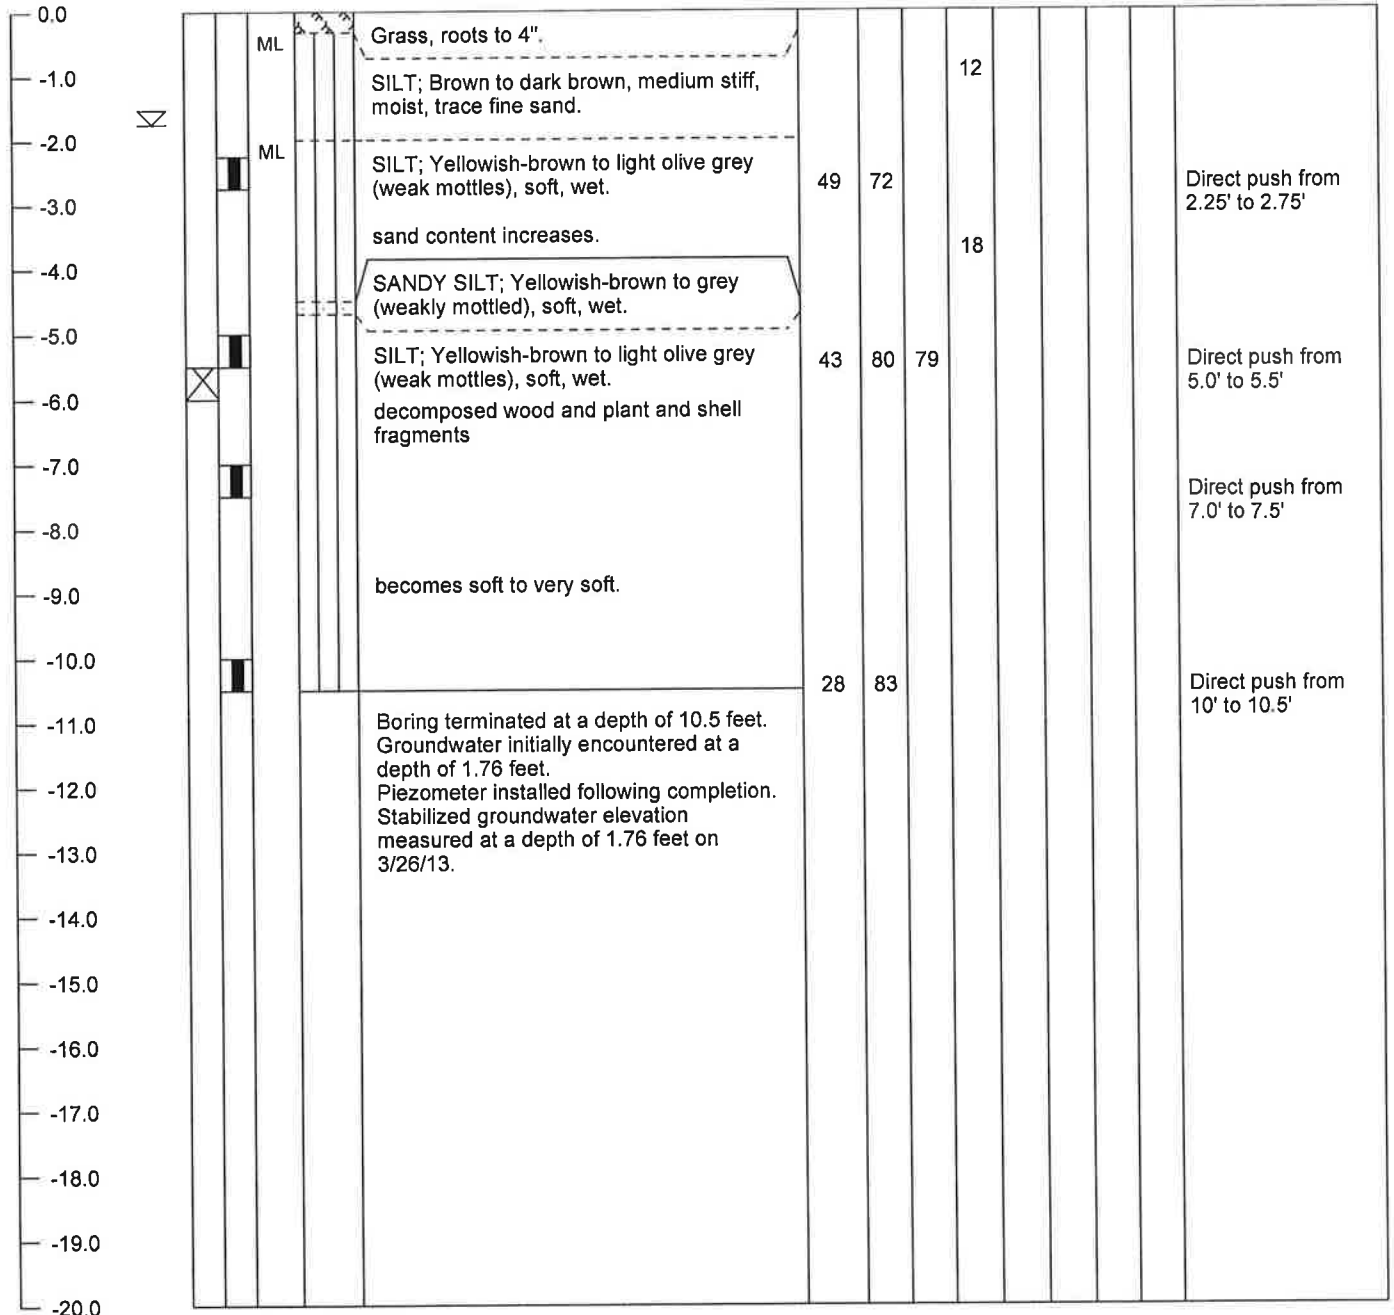 0.0
Grass, roots to 4".
ML
12
-1.0
SILT; Brown to dark brown, medium stiff,
moist, trace fine sand.
-2.0
ML
SILT; Yellowish-brown to light olive grey
(weak mottles), soft, wet.
49 72
Direct push from
2.25' to 2.75'
-3.0
sand content increases.
18
-4.0
SANDY SILT; Yellowish-brown to grey
(weakly mottled), soft, wet.
-5.0
SILT; Yellowish-brown to light olive grey
(weak mottles), soft, wet.
43 80 79
Direct push from
5.0' to 5.5'
-6.0
decomposed wood and plant and shell
fragments
-7.0
Direct push from
7.0' to 7.5'
-8.0
becomes soft to very soft.
-9.0
-10.0
28 83
Direct push from
10' to 10.5'
-11.0
Boring terminated at a depth of 10.5 feet.
Groundwater initially encountered at a
depth of 1.76 feet.
-12.0
Piezometer installed following completion.
Stabilized groundwater elevation
measured at a depth of 1.76 feet on
3/26/13.
-13.0
-14.0
-15.0
-16.0
-17.0
-18.0
-19.0
-20.0